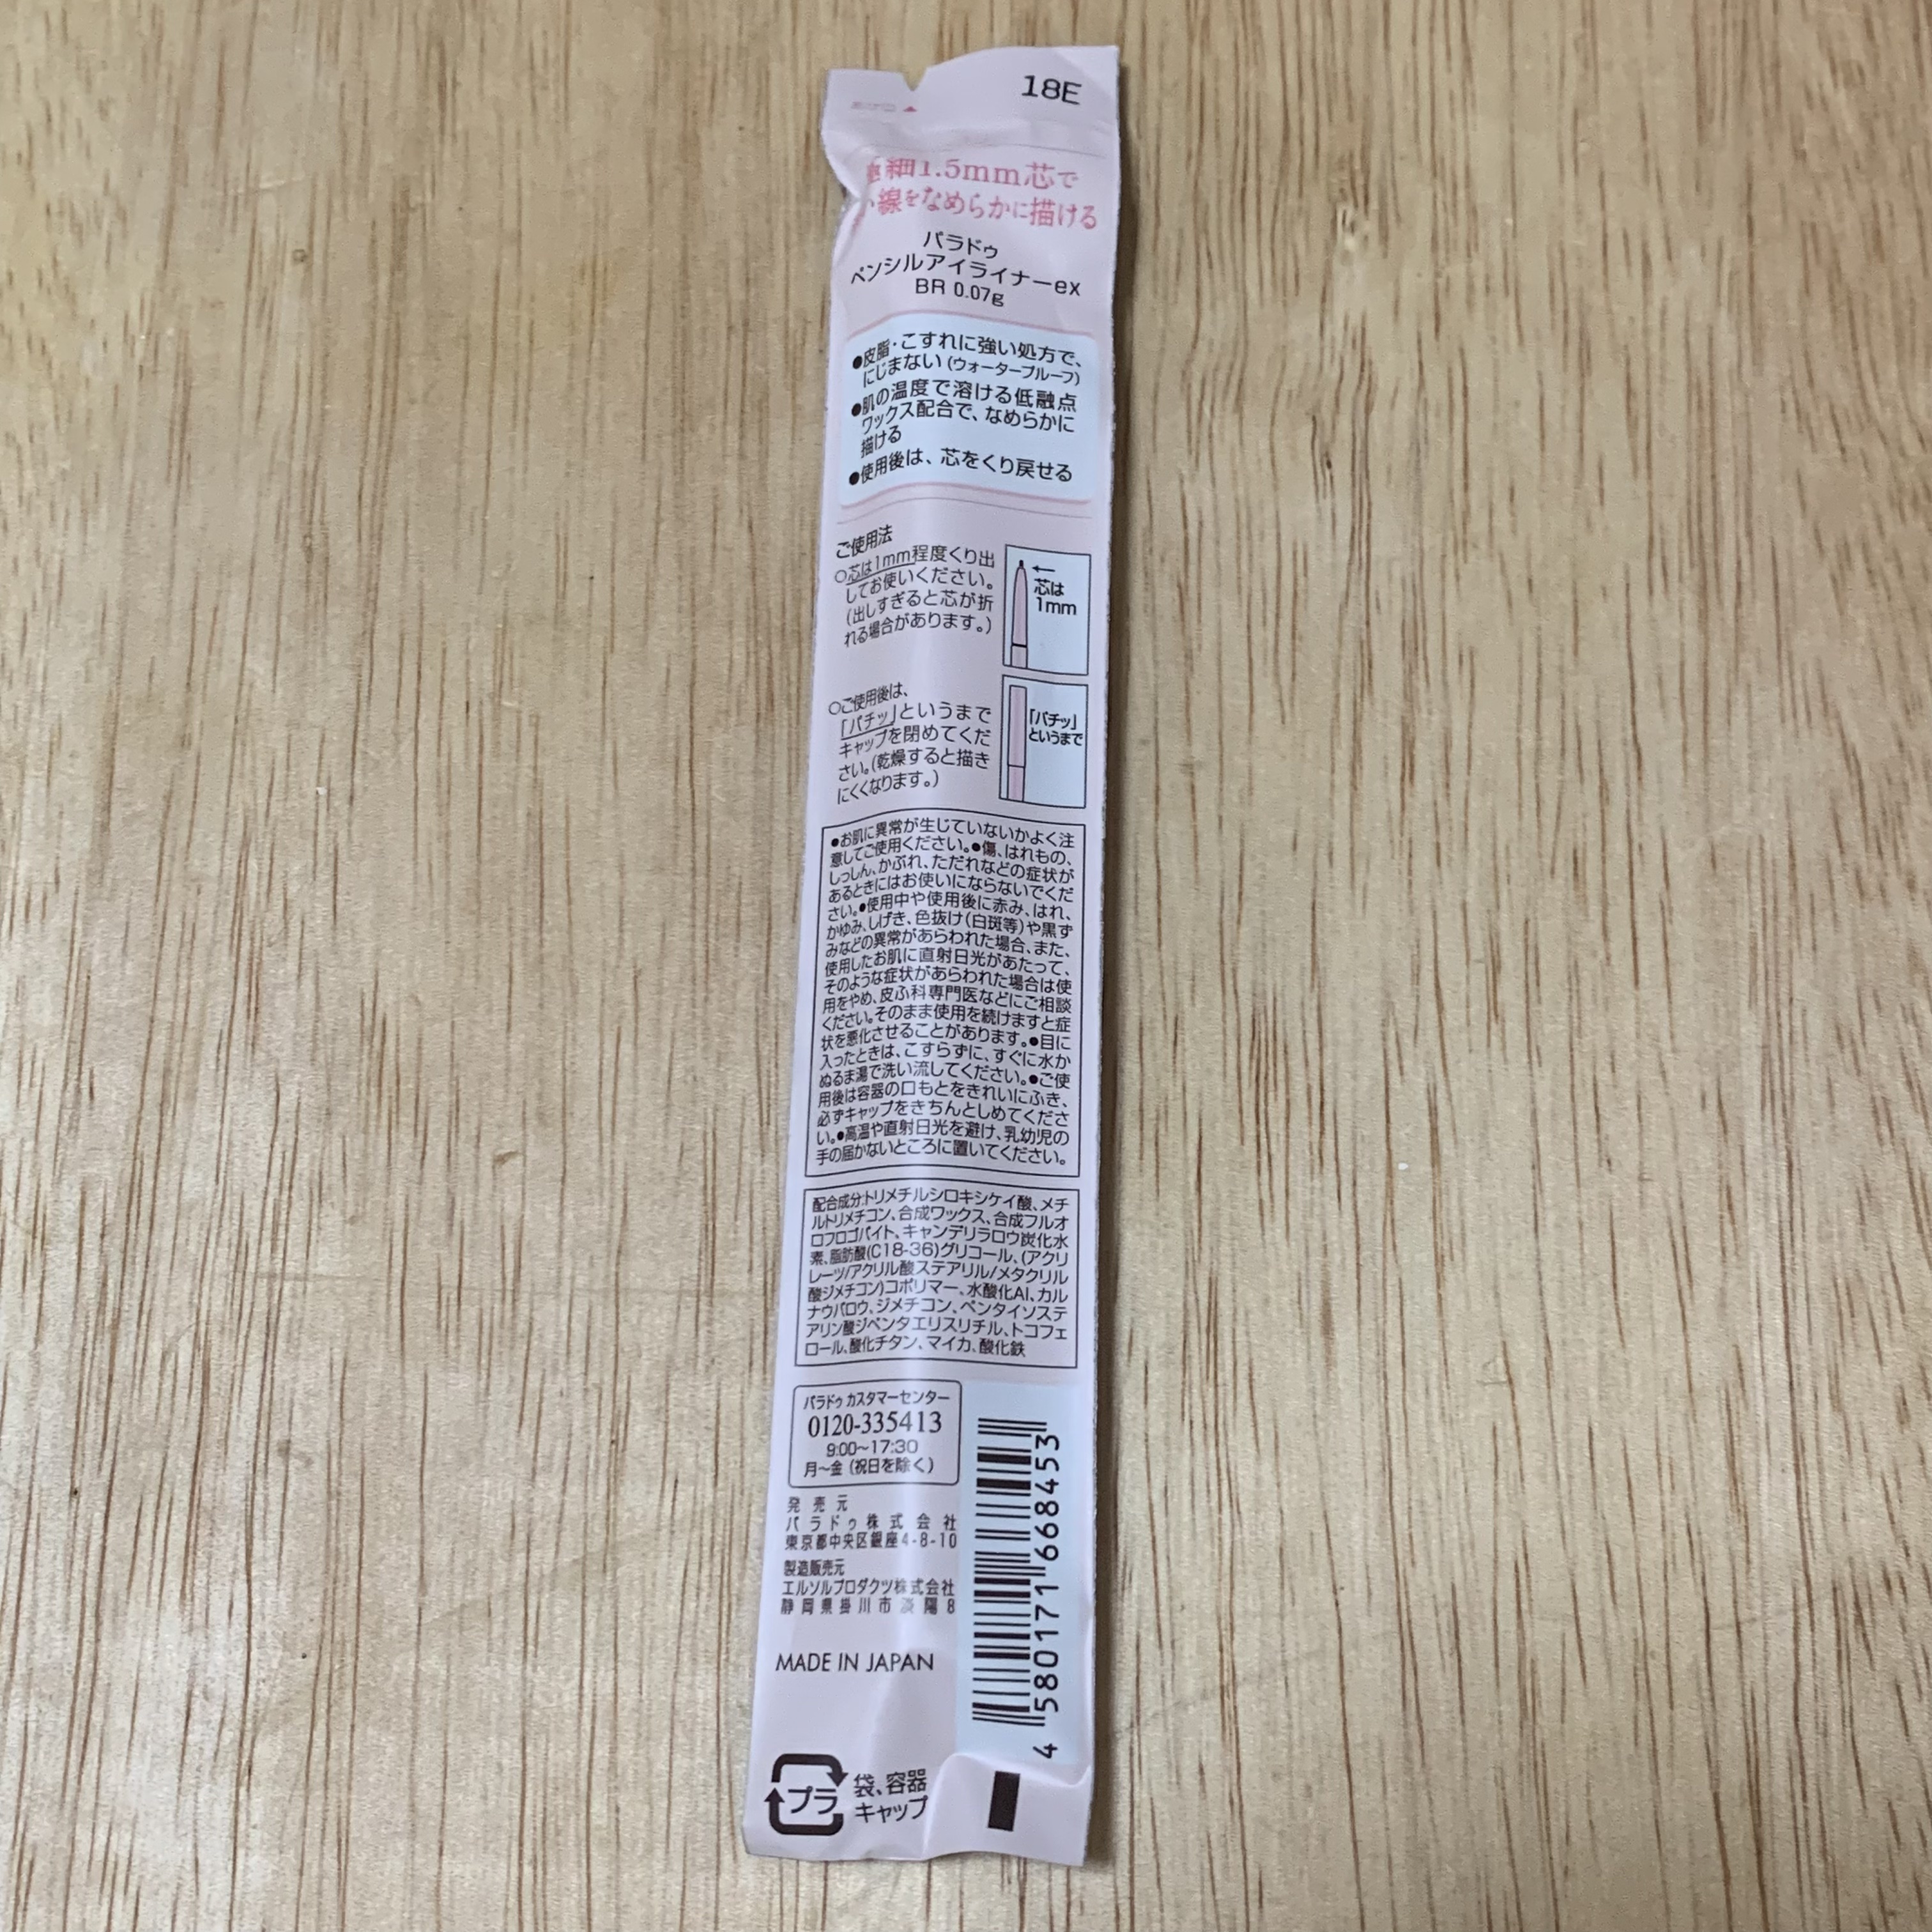 18E
細1.5mm芯で
線をなめらかに描ける
パラドゥ
ペンシルアイライナーex
BR 0.07g
●皮脂・こすれに強い処方で、
にじまない(ウォータープルーフ)
●肌の温度で溶ける低融点
ワックス配合で、なめらかに
描ける
●使用後は、芯をくり戻せる
ご使用法
○芯は1mm程度くり出
してお使いください。
(出しすぎると芯が折
れる場合があります。)
芯は
1mm
○ご使用後は、
「パチッ」というまで
キャップを閉めてくだ
さい。(乾燥すると描き
にくくなります。)
「パチッ」
というまで
●お肌に異常が生じていないかよく注
意してご使用ください。●傷、はれもの、
しっしん、かぶれ、ただれなどの症状が
あるときにはお使いにならないでくだ
さい。●使用中や使用後に赤み、はれ、
かゆみ、しげき、色抜け(白斑等)や黒ず
みなどの異常があらわれた場合、また、
使用したお肌に直射日光があたって、
そのような症状があらわれた場合は使
用をやめ、皮ふ科専門医などにご相談
ください。そのまま使用を続けますと症
状を悪化させることがあります。●目に
入ったときは、こすらずに、すぐに水か
ぬるま湯で洗い流してください。●ご使
用後は容器の口もとをきれいにふき、
必ずキャップをきちんとしめてくださ
い。●高温や直射日光を避け、乳幼児の
手の届かないところに置いてください。
配合成分:トリメチルシロキシケイ酸、メチ
ルトリメチコン、合成ワックス、合成フルオ
ロフロゴパイト、キャンデリラロウ炭化水
素、脂肪酸(C18-36)グリコール、(アクリ
レーツ/アクリル酸ステアリル/メタクリル
酸ジメチコン)コポリマー、水酸化Al、カル
ナウバロウ、ジメチコン、ペンタイソステ
アリン酸ジペンタエリスリチル、トコフェ
ロール、酸化チタン、マイカ、酸化鉄
パラドゥ カスタマーセンター
0120-335413
9:00〜17:30
月〜金(祝日を除く)
発売元
パラドゥ株式会社
東京都中央区銀座4-8-10
製造販売元
エルソルプロダクツ株式会社
静岡県掛川市淡陽8
MADE IN JAPAN
4 580171 668453
プラ
袋、容器
キャップ